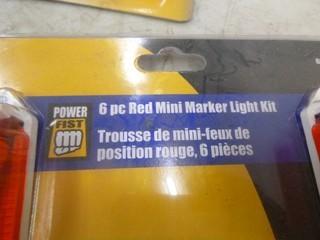 POWER
FIST
6 pc Red Mini Marker Light Kit
Trousse de mini-feux de
position rouge, 6 pièces